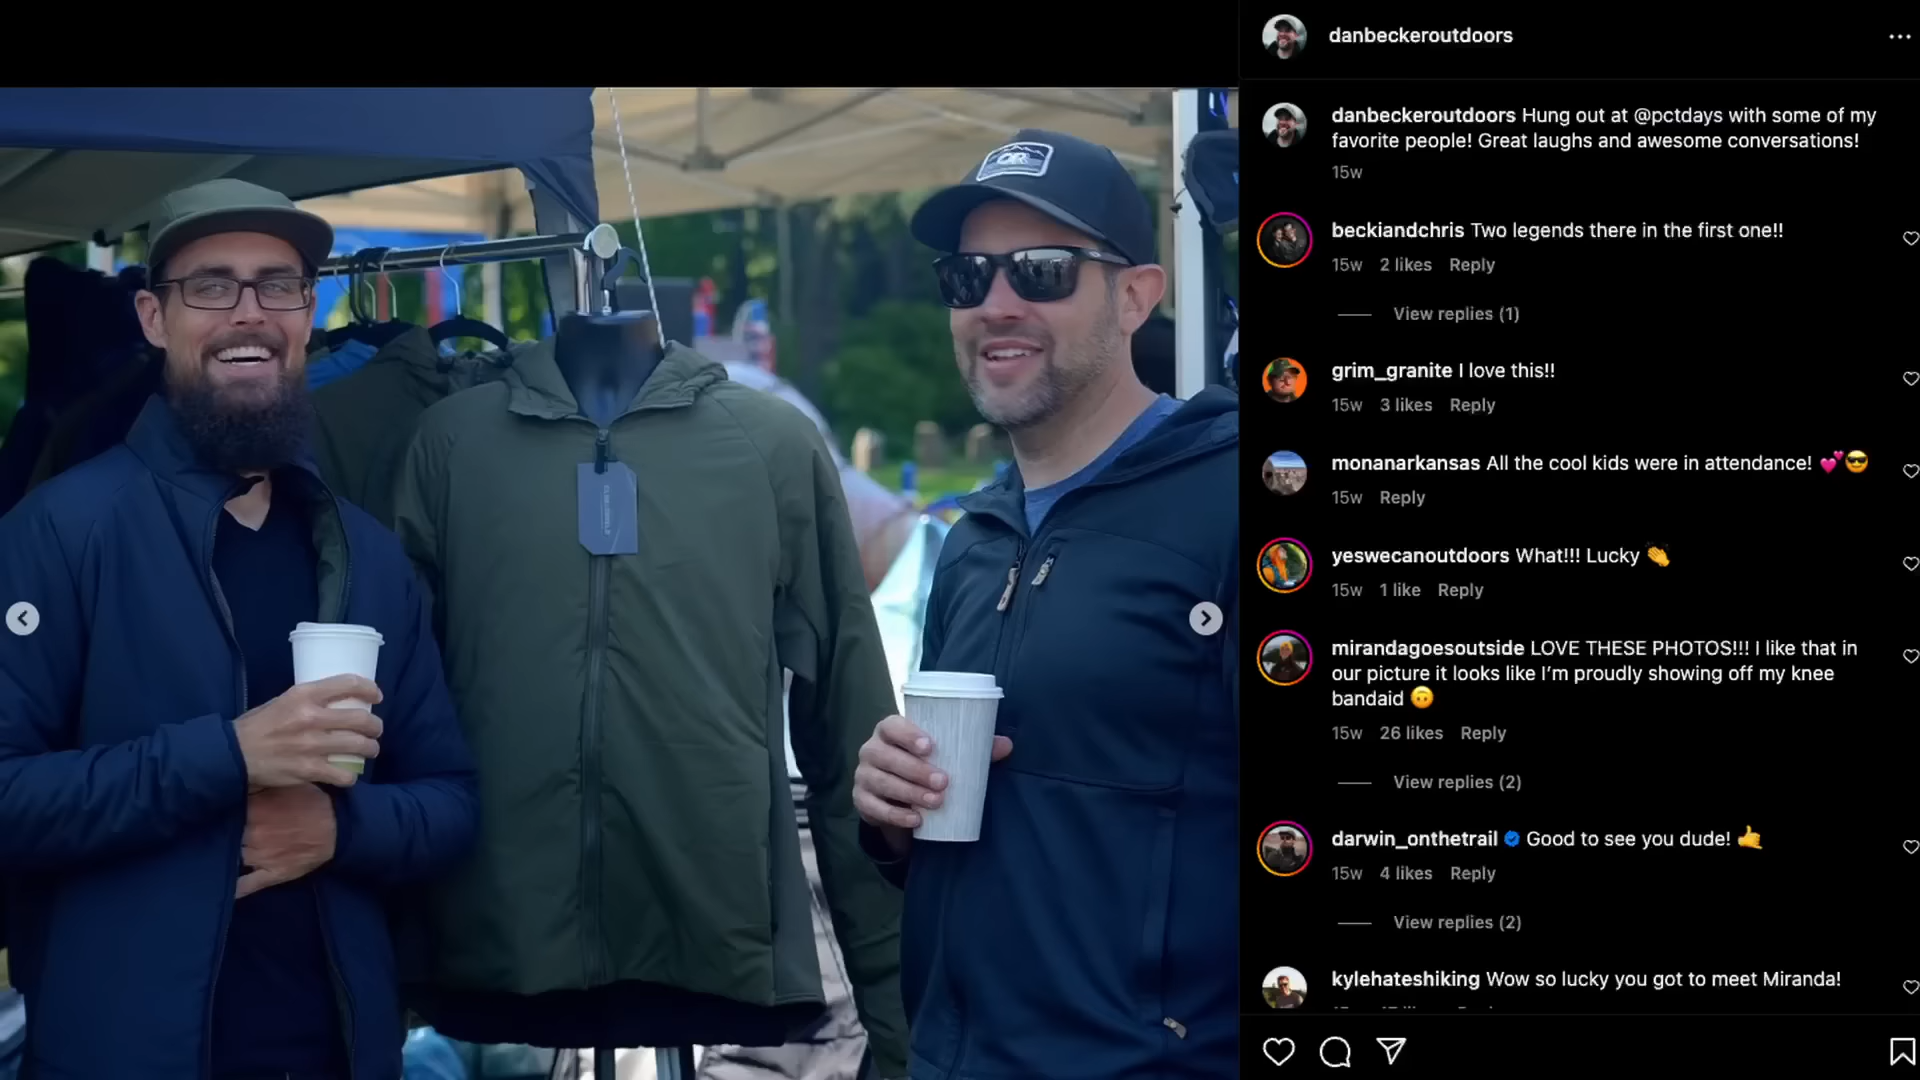 danbeckeroutdoors
danbeckeroutdoors Hung out at @pctdays with some of my
favorite people! Great laughs and awesome conversations!
15w
beckiandchris Two legends there in the first one!!
15w 2 likes Reply
View replies (1)
grim_granite I love this!!
15w 3 likes Reply
monanarkansas All the cool kids were in attendance! 💕😎
15w Reply
yeswecanoutdoors What!!! Lucky 👏
15w 1 like Reply
mirandagoesoutside LOVE THESE PHOTOS!!! I like that in
our picture it looks like I’m proudly showing off my knee
bandaid 🙃
15w 26 likes Reply
View replies (2)
darwin_onthetrail Good to see you dude! 🤙
15w 4 likes Reply
View replies (2)
kylehateshiking Wow so lucky you got to meet Miranda!
OR